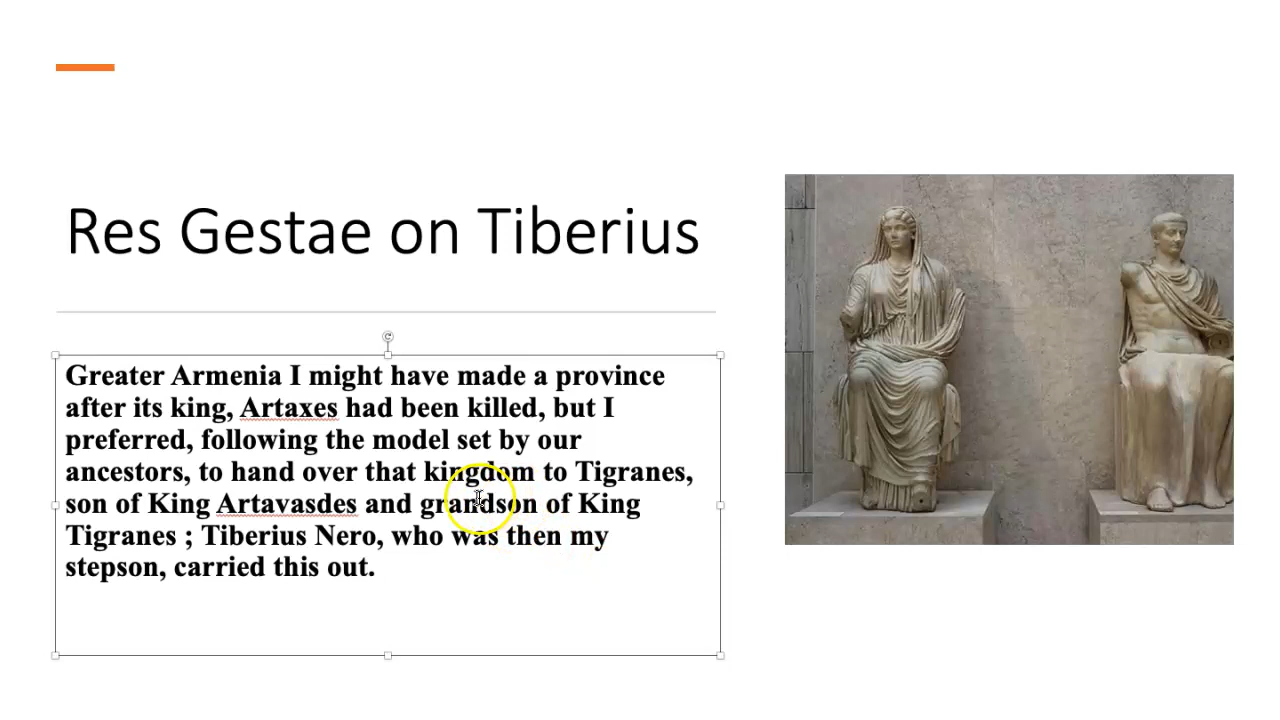 Res Gestae on Tiberius
Greater Armenia I might have made a province
after its king, Artaxes had been killed, but I
preferred, following the model set by our
ancestors, to hand over that kingdom to Tigranes,
son of King Artavasdes and grandson of King
Tigranes ; Tiberius Nero, who was then my
stepson, carried this out.